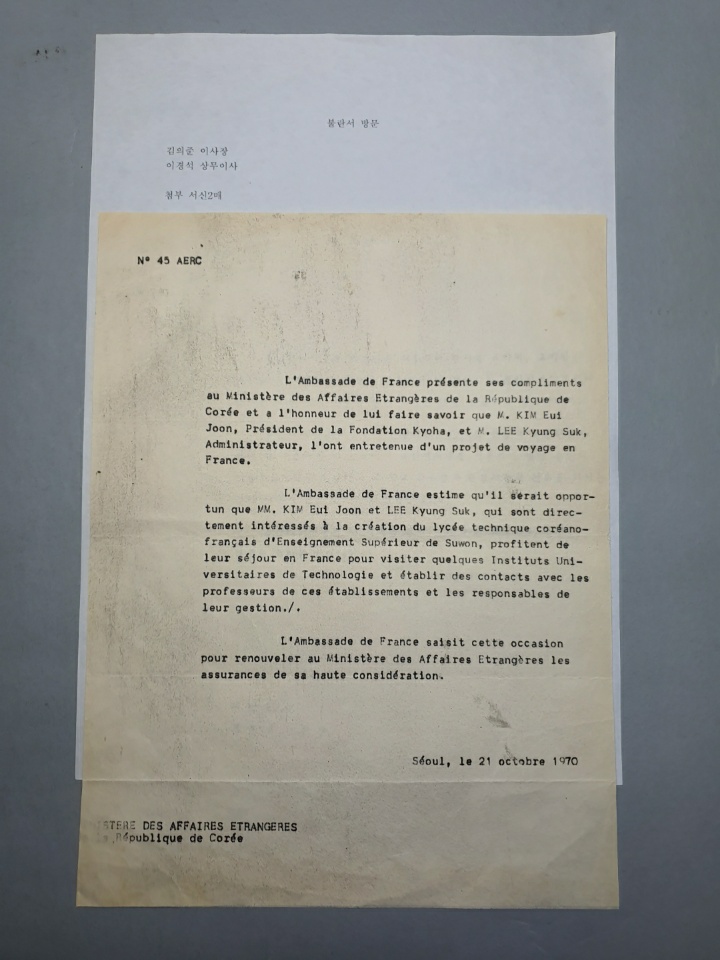 불란서 방문
김의준 이사장
이경석 상무이사
첨부 서신2매
N° 45 AERC
L'Ambassade de France présente ses compliments
au Ministère des Affaires Etrangères de la République de
Corée et a l'honneur de lui faire savoir que M. KIM Eui
Joon, Président de la Fondation Kyoha, et M. LEE Kyung Suk,
Administrateur, l'ont entretenue d'un projet de voyage en
France.
L'Ambassade de France estime qu'il serait oppor-
tun que MM. KIM Eui Joon et LEE Kyung Suk, qui sont direc-
tement intéressés à la création du lycée technique coréano-
français d'Enseignement Supérieur de Suwon, profitent de
leur séjour en France pour visiter quelques Instituts Uni-
versitaires de Technologie et établir des contacts avec les
professeurs de ces établissements et les responsables de
leur gestion./.
L'Ambassade de France saisit cette occasion
pour renouveler au Ministère des Affaires Etrangères les
assurances de sa haute considération.
Séoul, le 21 octobre 1970
STERE DES AFFAIRES ETRANGERES
République de Corée